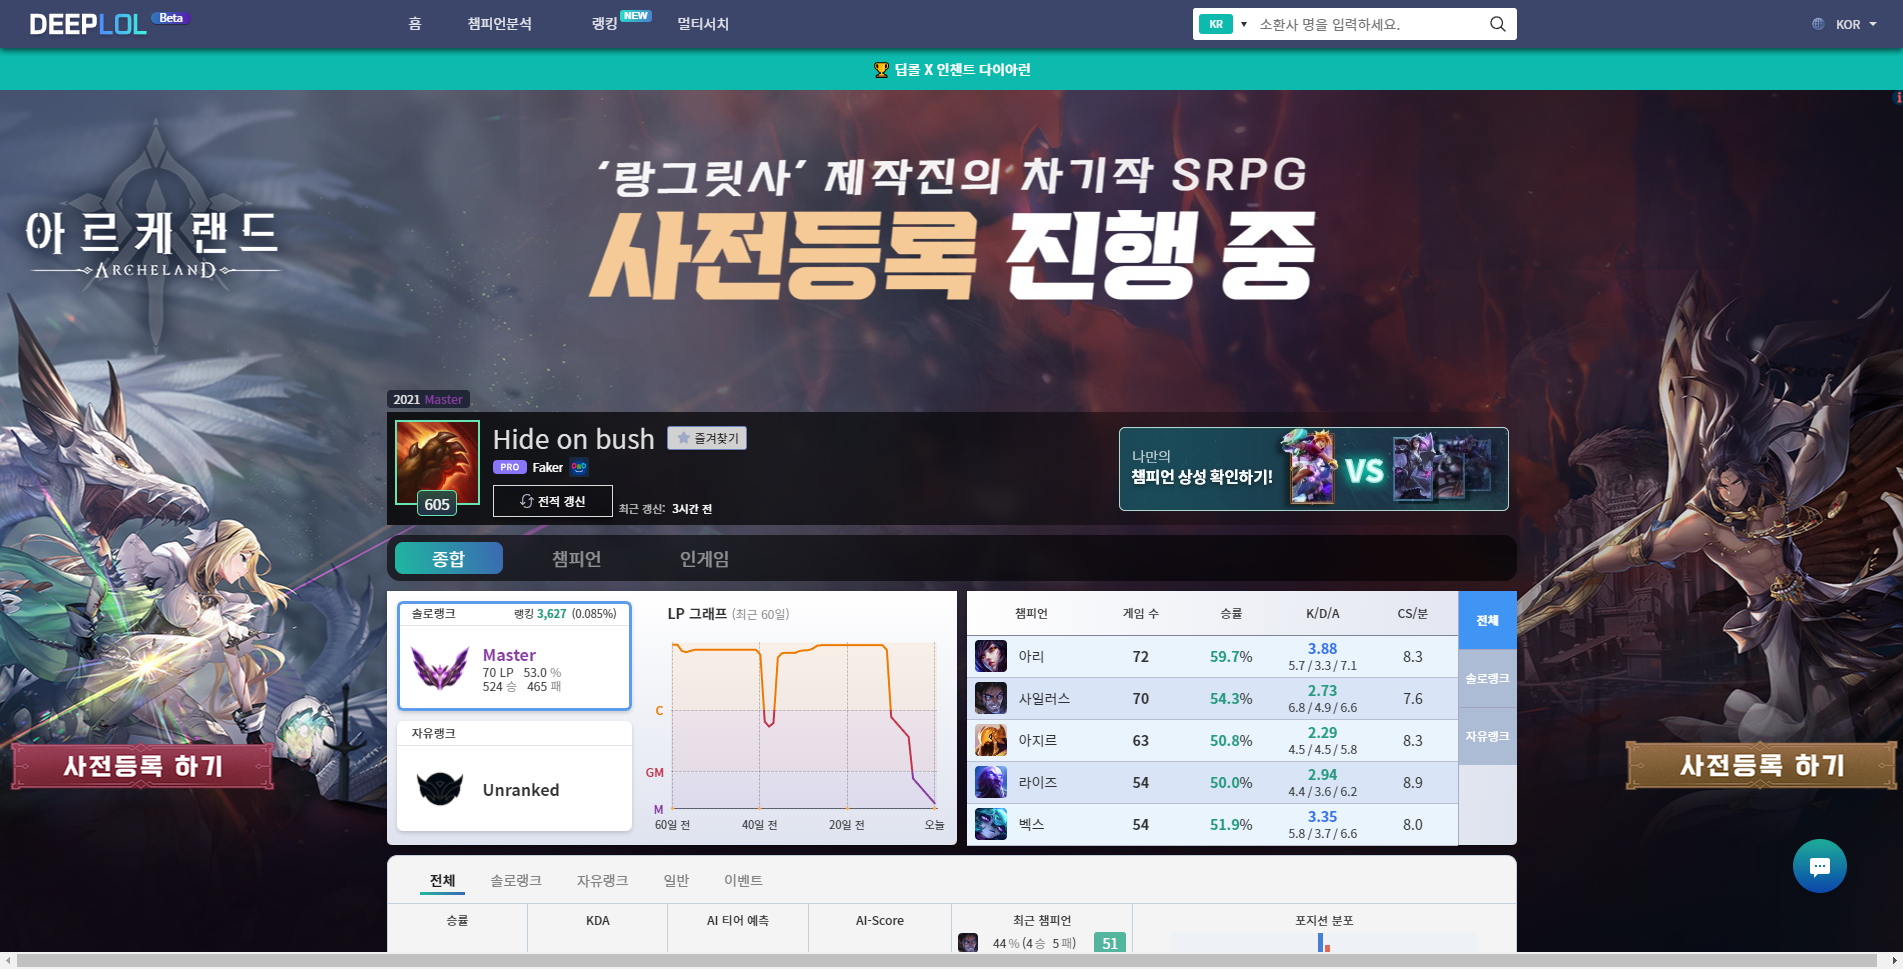 DEEPLOL Beta
홈 챔피언분석 랭킹 NEW 멀티서치
KR ▼ 소환사 명을 입력하세요.
KOR
🏆 딥롤 X 인챈트 다이아런
아르케랜드
ARCHELAND
‘랑그릿사’ 제작진의 차기작 SRPG
사전등록 진행 중
2021 Master
Hide on bush ★ 즐겨찾기
PRO Faker
605
전적 갱신 최근 갱신: 3시간 전
나만의
챔피언 상성 확인하기!
VS
종합 챔피언 인게임
솔로랭크 랭킹 3,627 (0.085%)
Master
70 LP 53.0 %
524 승 465 패
자유랭크
Unranked
LP 그래프 (최근 60일)
C
GM
M
60일 전 40일 전 20일 전 오늘
챔피언 게임 수 승률 K/D/A CS/분
아리 72 59.7% 3.88 8.3
5.7 / 3.3 / 7.1
사일러스 70 54.3% 2.73 7.6
6.8 / 4.9 / 6.6
아지르 63 50.8% 2.29 8.3
4.5 / 4.5 / 5.8
라이즈 54 50.0% 2.94 8.9
4.4 / 3.6 / 6.2
벡스 54 51.9% 3.35 8.0
5.8 / 3.7 / 6.6
전체
솔로랭크
자유랭크
사전등록 하기
사전등록 하기
전체 솔로랭크 자유랭크 일반 이벤트
승률 KDA AI 티어 예측 AI-Score 최근 챔피언 포지션 분포
44 % (4 승 5 패) 51